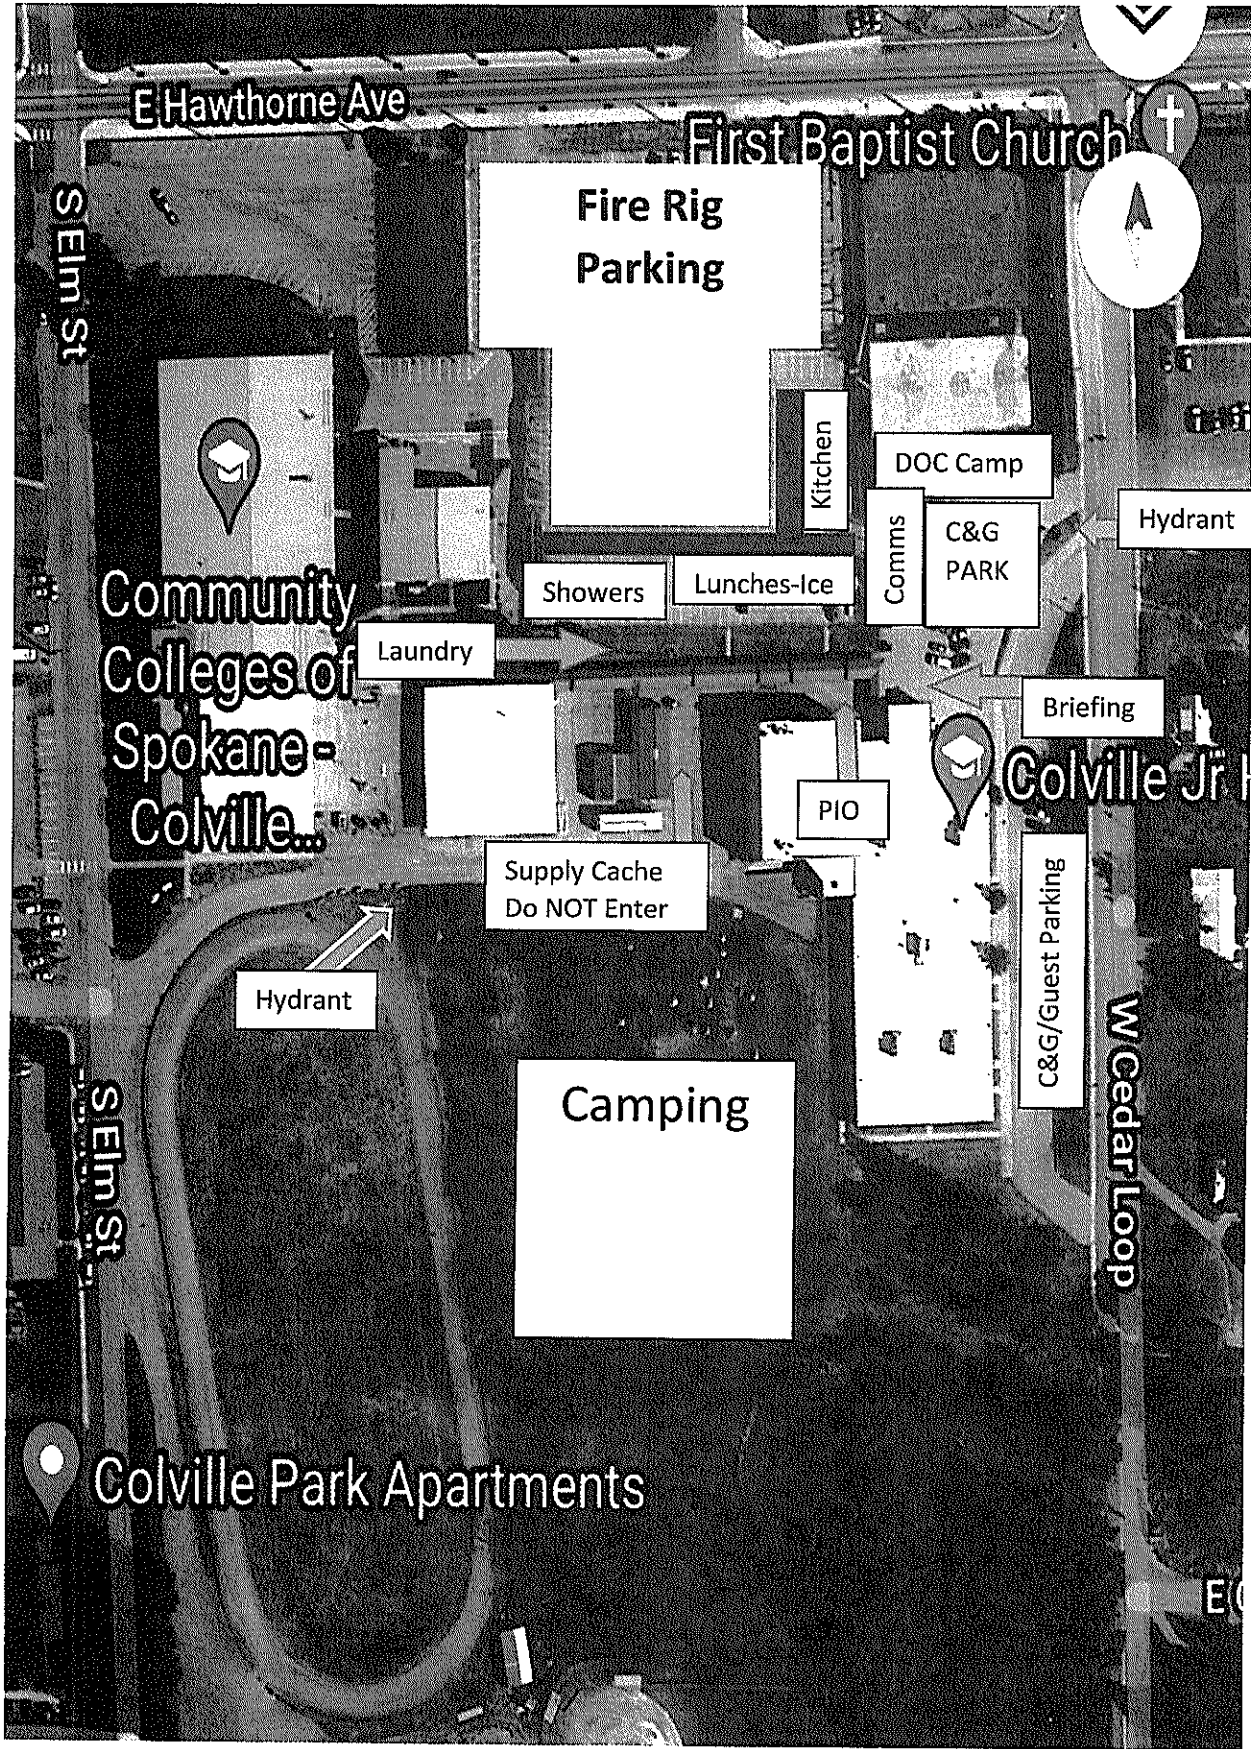 E Hawthorne Ave
First Baptist Church
Fire Rig
Parking
S Elm St
Kitchen
DOC Camp
Hydrant
Comms
C&G
PARK
Showers
Lunches-Ice
Community
Colleges of
Spokane -
Colville...
Laundry
Briefing
Colville Jr H
PIO
Supply Cache
Do NOT Enter
C&G/Guest Parking
Hydrant
W Cedar Loop
Camping
S Elm St
Colville Park Apartments
E